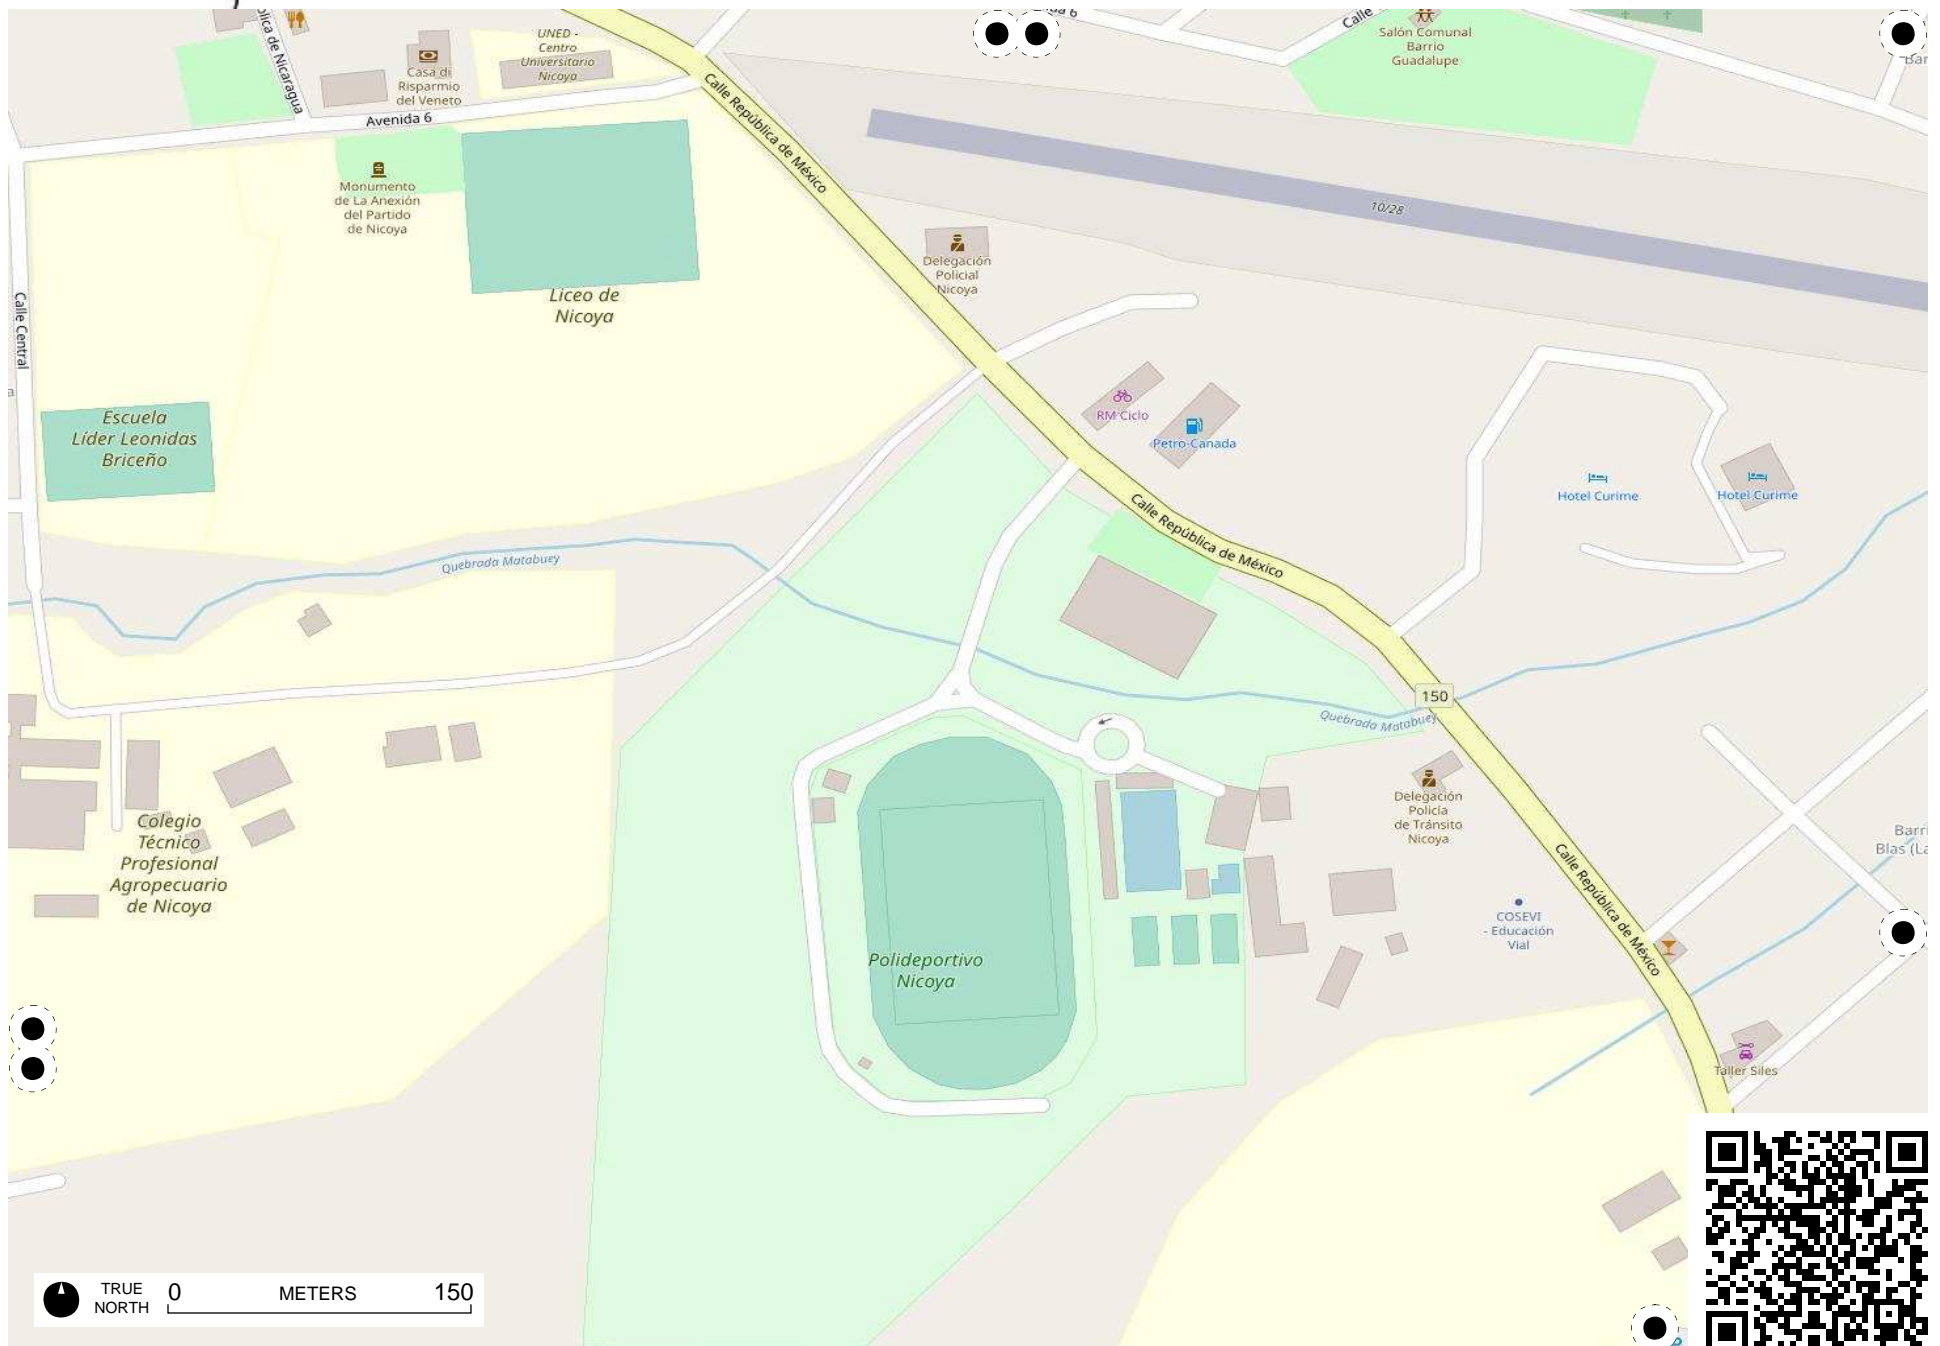 UNED -
Centro
Universitario
Nicoya
Casa di
Risparmio
del Veneto
Avenida 6
Calle República de México
Salón Comunal
Barrio
Guadalupe
Calle
10/28
Monumento
de La Anexión
del Partido
de Nicoya
Delegación
Policial
Nicoya
Liceo de
Nicoya
Calle Central
Escuela
Líder Leonidas
Briceño
RM Ciclo
Petro-Canada
Hotel Curime
Hotel Curime
Calle República de México
Quebrada Matabuey
150
Quebrada Matabuey
Delegación
Policía
de Tránsito
Nicoya
Colegio
Técnico
Profesional
Agropecuario
de Nicoya
Calle República de México
COSEVI
- Educación
Vial
Polideportivo
Nicoya
Taller Siles
TRUE
NORTH
0 METERS 150